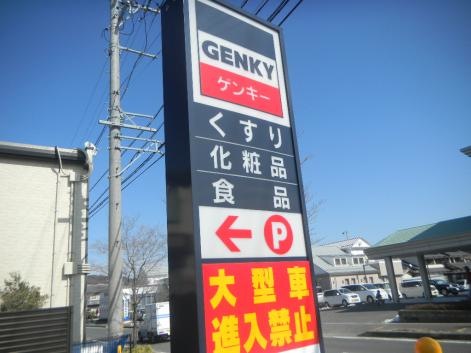 GENKY
ゲンキー
くすり
化粧品
食品
← P
大型車
進入禁止